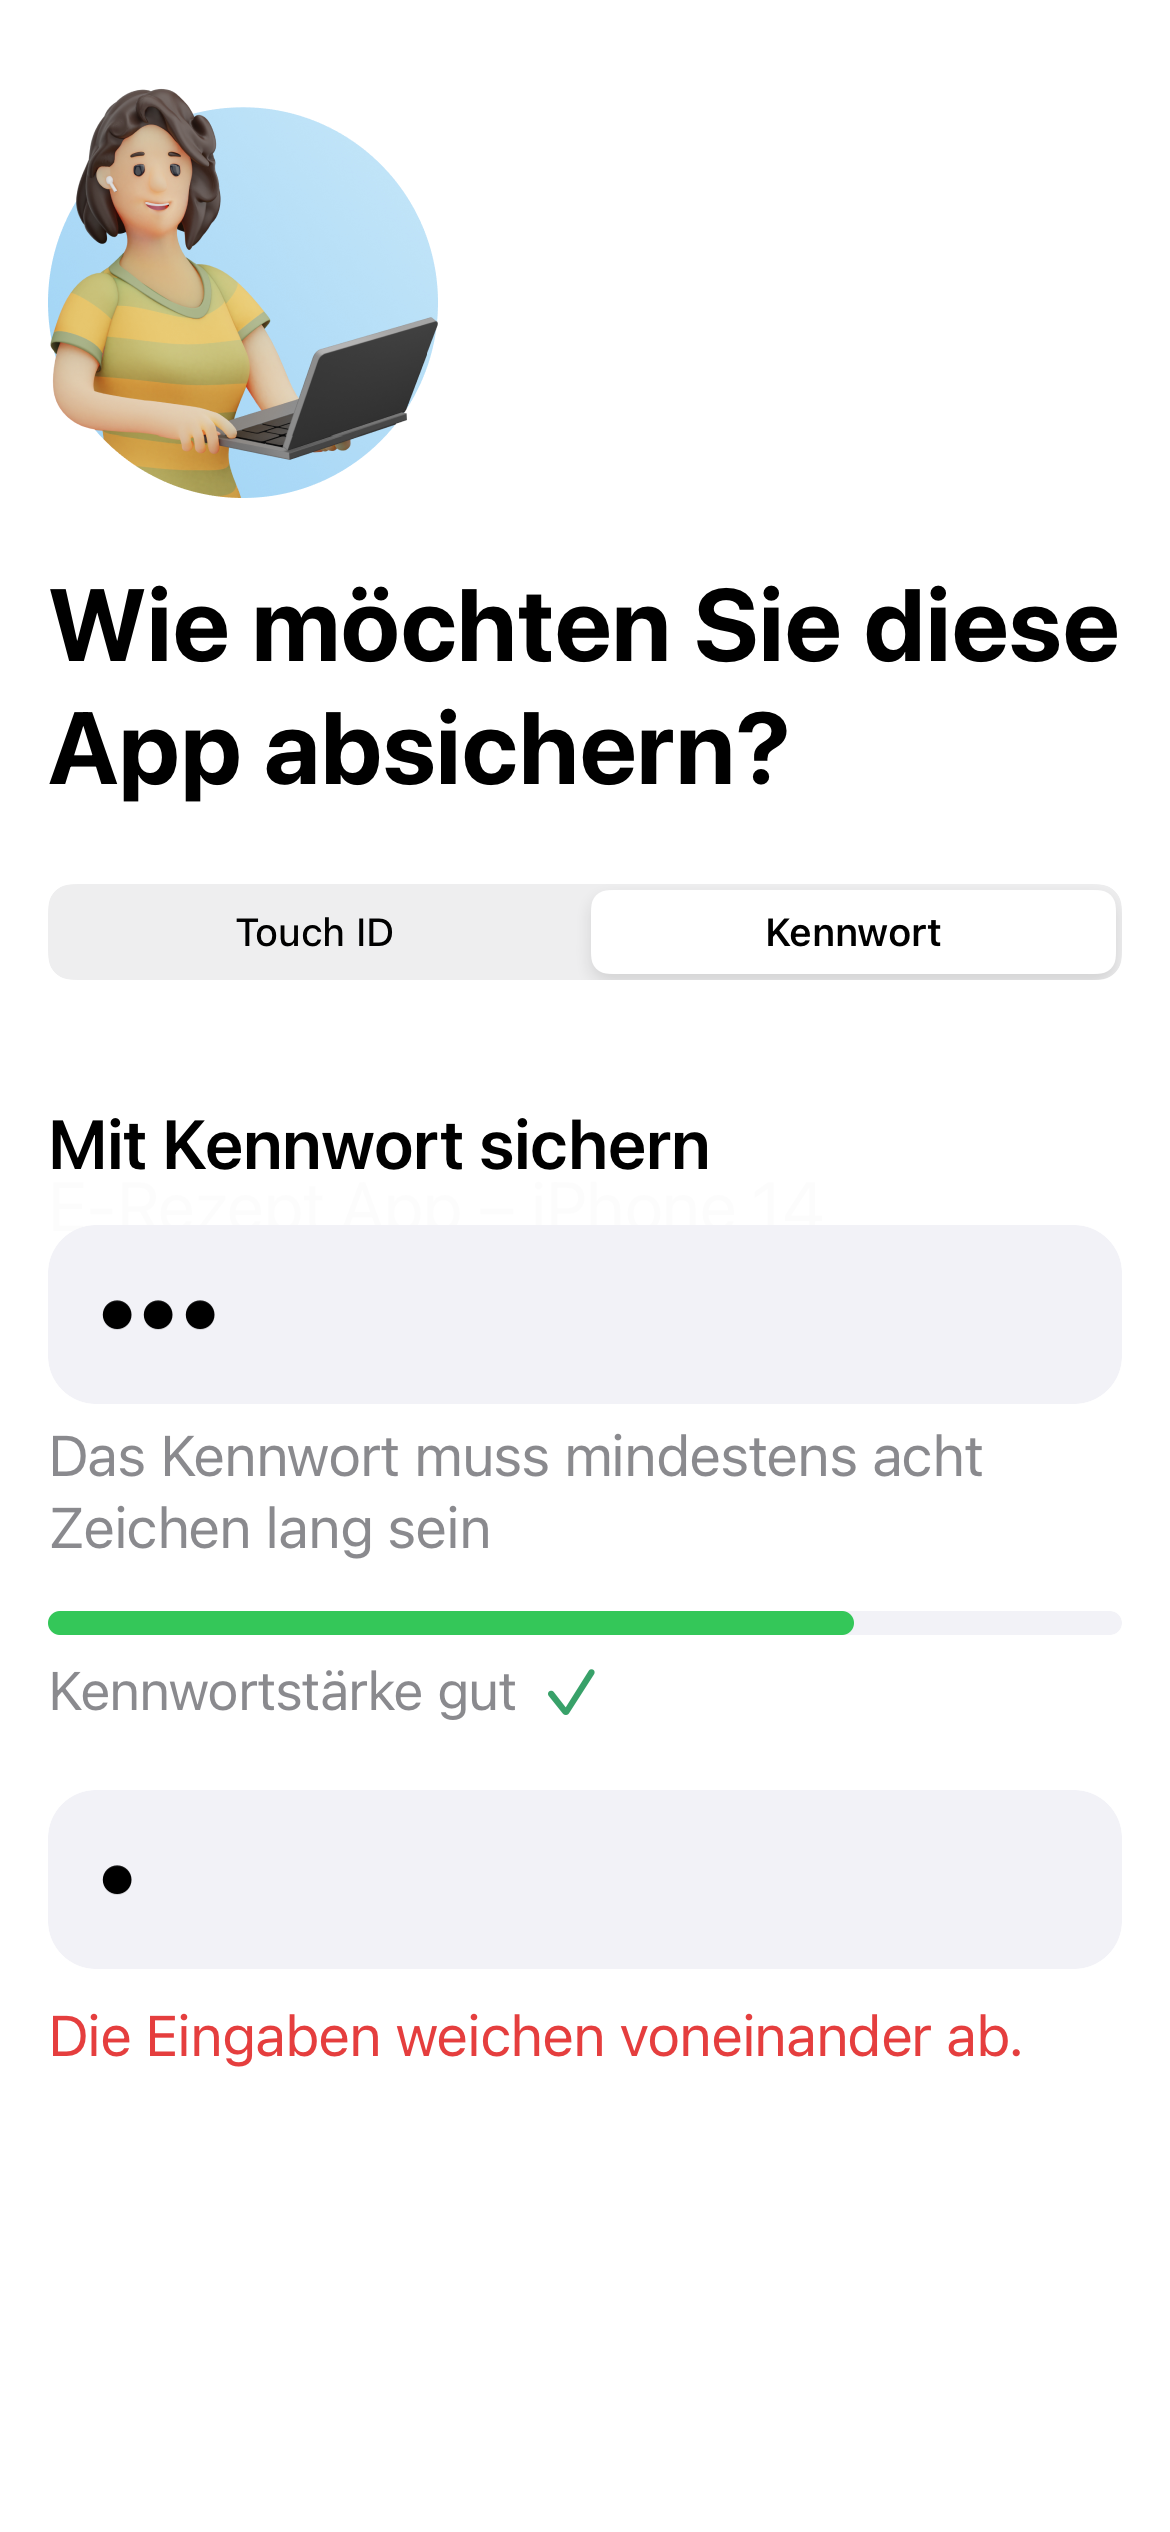 Wie möchten Sie diese
App absichern?
Touch ID
Kennwort
Mit Kennwort sichern
E-Rezept App – iPhone 14
Das Kennwort muss mindestens acht
Zeichen lang sein
Kennwortstärke gut
Die Eingaben weichen voneinander ab.